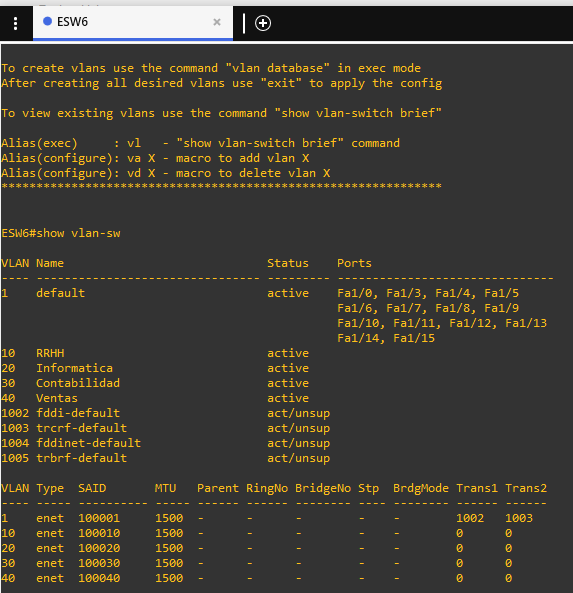 ESW6
To create vlans use the command "vlan database" in exec mode
After creating all desired vlans use "exit" to apply the config
To view existing vlans use the command "show vlan-switch brief"
Alias(exec)     : vl   - "show vlan-switch brief" command
Alias(configure): va X - macro to add vlan X
Alias(configure): vd X - macro to delete vlan X
***************************************************************
ESW6#show vlan-sw
VLAN Name                             Status    Ports
---- -------------------------------- --------- -------------------------------
1    default                          active    Fa1/0, Fa1/3, Fa1/4, Fa1/5
                                                Fa1/6, Fa1/7, Fa1/8, Fa1/9
                                                Fa1/10, Fa1/11, Fa1/12, Fa1/13
                                                Fa1/14, Fa1/15
10   RRHH                             active
20   Informatica                      active
30   Contabilidad                     active
40   Ventas                           active
1002 fddi-default                     act/unsup
1003 trcrf-default                    act/unsup
1004 fddinet-default                  act/unsup
1005 trbrf-default                    act/unsup
VLAN Type  SAID       MTU   Parent RingNo BridgeNo Stp  BrdgMode Trans1 Trans2
---- ----- ---------- ----- ------ ------ -------- ---- -------- ------ ------
1    enet  100001     1500  -      -      -        -    -        1002   1003
10   enet  100010     1500  -      -      -        -    -        0      0
20   enet  100020     1500  -      -      -        -    -        0      0
30   enet  100030     1500  -      -      -        -    -        0      0
40   enet  100040     1500  -      -      -        -    -        0      0